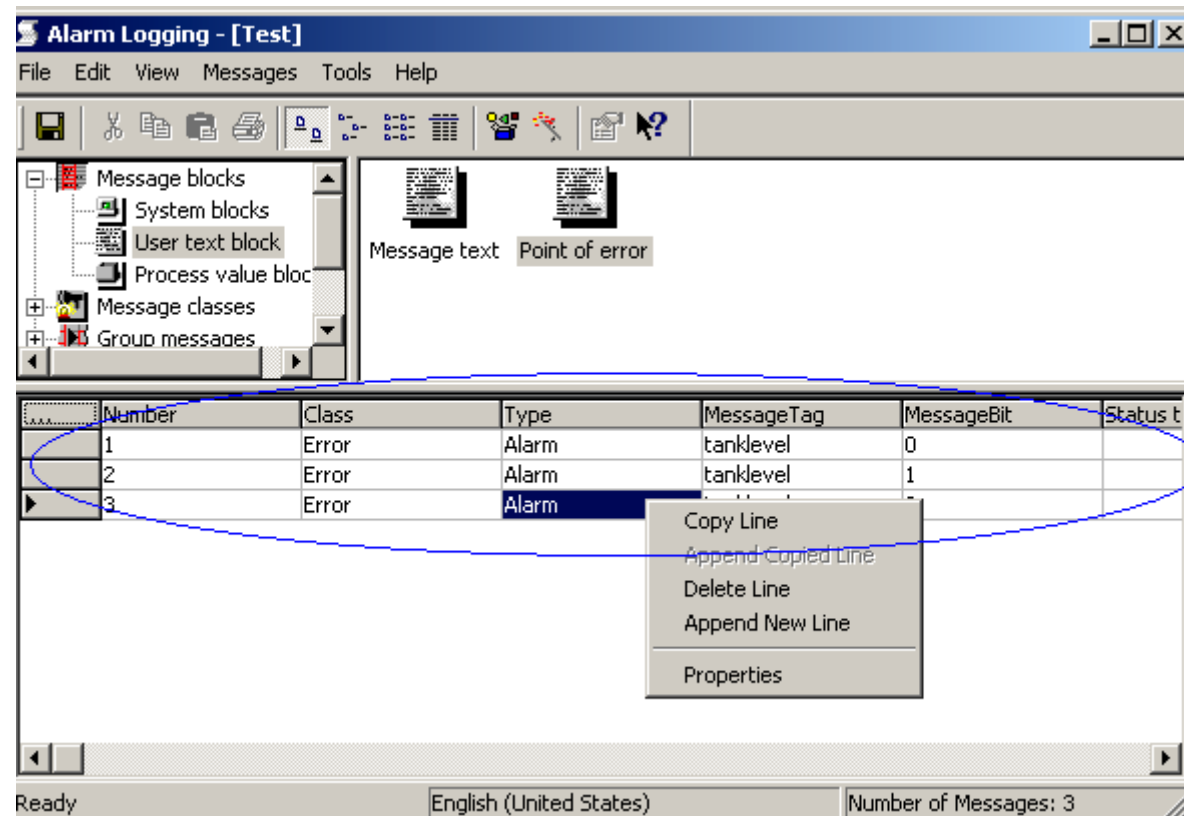 Alarm Logging - [Test]
File Edit View Messages Tools Help
Message blocks
System blocks
User text block
Process value bloc
Message classes
Group messages
Message text Point of error
... Number Class Type MessageTag MessageBit Status t
1 Error Alarm tanklevel 0
2 Error Alarm tanklevel 1
3 Error Alarm
Copy Line
Append Copied Line
Delete Line
Append New Line
Properties
Ready English (United States) Number of Messages: 3